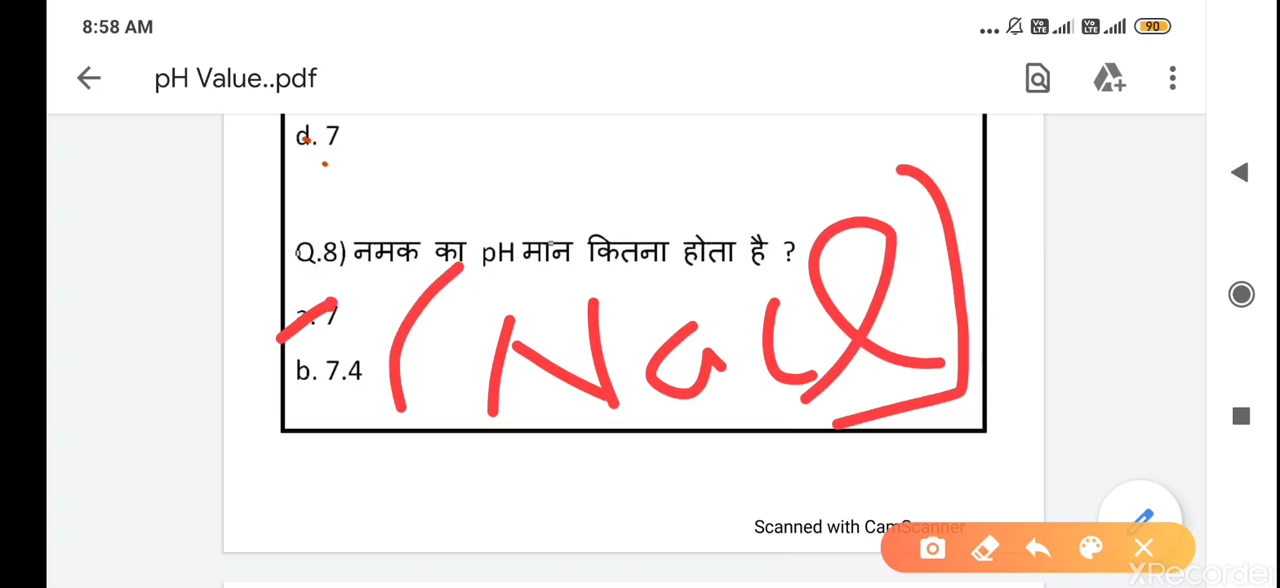 8:58 AM
90
pH Value..pdf
d. 7
Q.8) नमक का pH मान कितना होता है ?
a. 7
(NaCl)
b. 7.4
Scanned with CamScanner
XRecorder